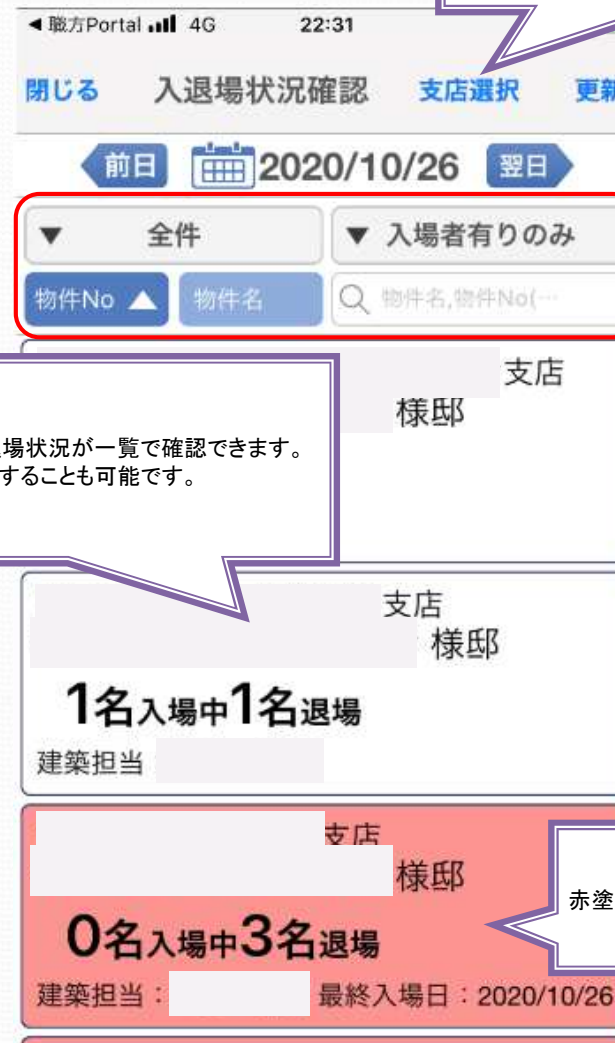 ◀ 職方Portal 4G 22:31
閉じる 入退場状況確認 支店選択 更新
前日 2020/10/26 翌日
▼ 全件 ▼ 入場者有りのみ
物件No ▲ 物件名 物件名,物件No(…
支店
様邸
場状況が一覧で確認できます。
することも可能です。
支店
様邸
1名入場中1名退場
建築担当
支店
様邸
赤塗
0名入場中3名退場
建築担当： 最終入場日：2020/10/26